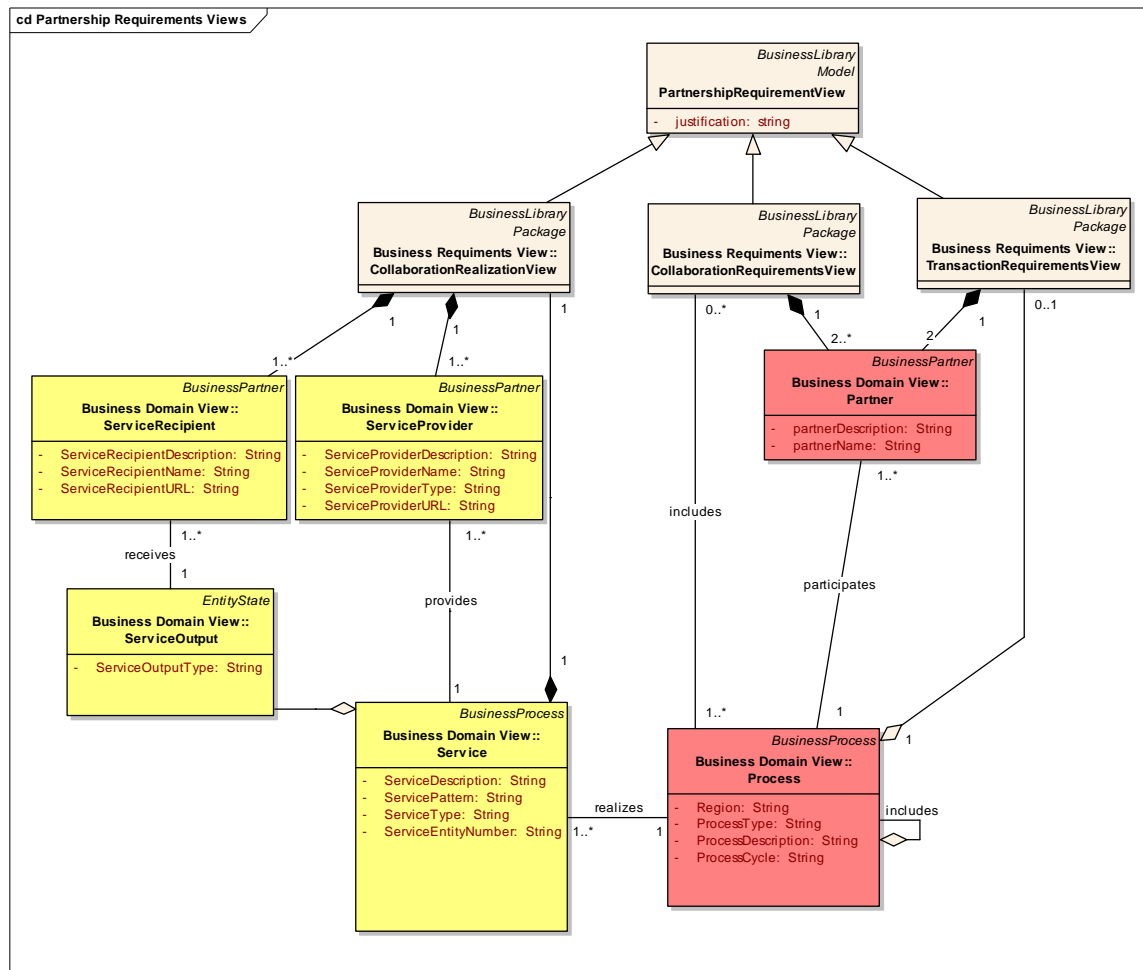 cd Partnership Requirements Views
BusinessLibrary
Model
PartnershipRequirementView
- justification: string
BusinessLibrary
Package
Business Requiments View::
CollaborationRealizationView
BusinessLibrary
Package
Business Requiments View::
CollaborationRequirementsView
BusinessLibrary
Package
Business Requiments View::
TransactionRequirementsView
1
1
1
0..*
1
1
0..1
1..*
1..*
2..*
2
BusinessPartner
Business Domain View::
ServiceRecipient
- ServiceRecipientDescription: String
- ServiceRecipientName: String
- ServiceRecipientURL: String
BusinessPartner
Business Domain View::
ServiceProvider
- ServiceProviderDescription: String
- ServiceProviderName: String
- ServiceProviderType: String
- ServiceProviderURL: String
BusinessPartner
Business Domain View::
Partner
- partnerDescription: String
- partnerName: String
1..*
1..*
1..*
includes
receives
1
provides
participates
EntityState
Business Domain View::
ServiceOutput
- ServiceOutputType: String
1
1
1..*
1
1
BusinessProcess
Business Domain View::
Service
- ServiceDescription: String
- ServicePattern: String
- ServiceType: String
- ServiceEntityNumber: String
realizes
1..*
1
BusinessProcess
Business Domain View::
Process
- Region: String
- ProcessType: String
- ProcessDescription: String
- ProcessCycle: String
includes